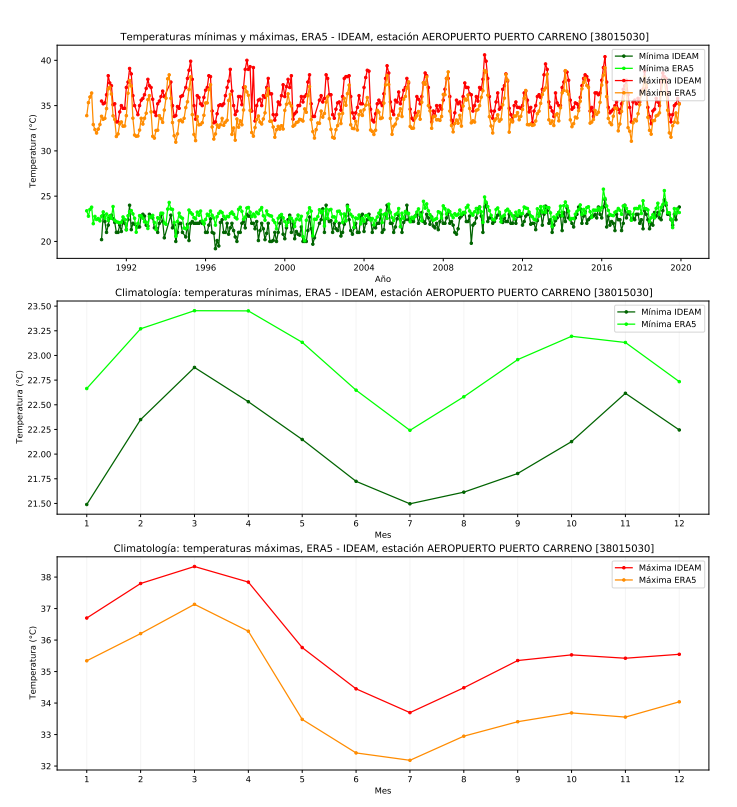 Temperaturas mínimas y máximas, ERA5 - IDEAM, estación AEROPUERTO PUERTO CARRENO [38015030]
Temperatura (°C)
40
35
30
25
20
Mínima IDEAM
Mínima ERA5
Máxima IDEAM
Máxima ERA5
1992 1996 2000 2004 2008 2012 2016 2020
Año
Climatología: temperaturas mínimas, ERA5 - IDEAM, estación AEROPUERTO PUERTO CARRENO [38015030]
Temperatura (°C)
23.50
23.25
23.00
22.75
22.50
22.25
22.00
21.75
21.50
Mínima IDEAM
Mínima ERA5
1 2 3 4 5 6 7 8 9 10 11 12
Mes
Climatología: temperaturas máximas, ERA5 - IDEAM, estación AEROPUERTO PUERTO CARRENO [38015030]
Temperatura (°C)
38
37
36
35
34
33
32
Máxima IDEAM
Máxima ERA5
1 2 3 4 5 6 7 8 9 10 11 12
Mes